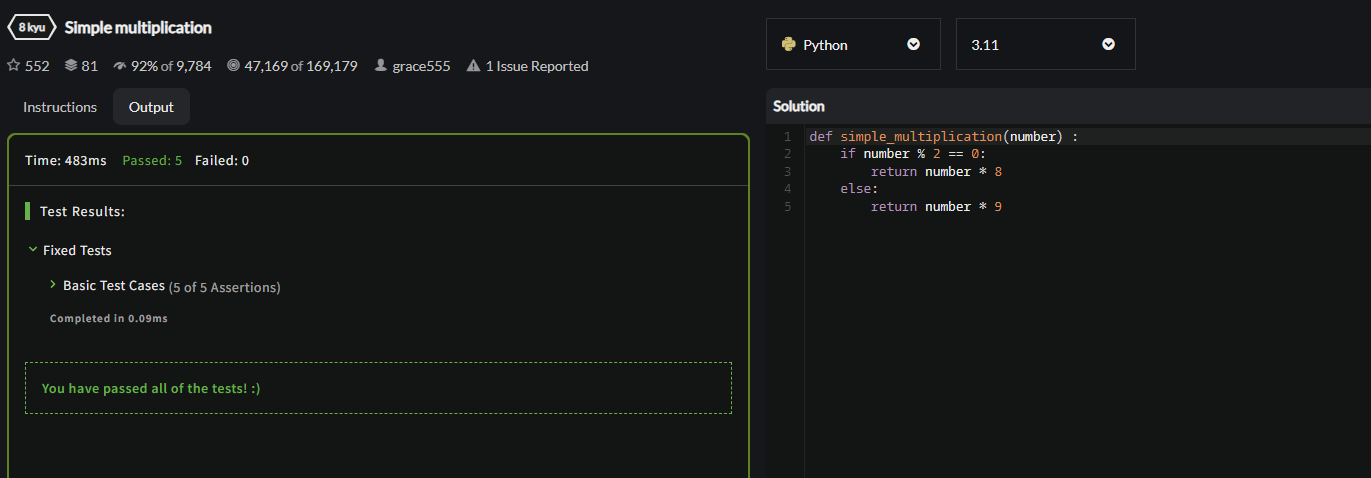 8 kyu Simple multiplication
552 81 92% of 9,784 47,169 of 169,179 grace555 1 Issue Reported
Instructions Output
Time: 483ms Passed: 5 Failed: 0
Test Results:
Fixed Tests
Basic Test Cases (5 of 5 Assertions)
Completed in 0.09ms
You have passed all of the tests! :)
Python 3.11
Solution
1 def simple_multiplication(number) :
2     if number % 2 == 0:
3         return number * 8
4     else:
5         return number * 9